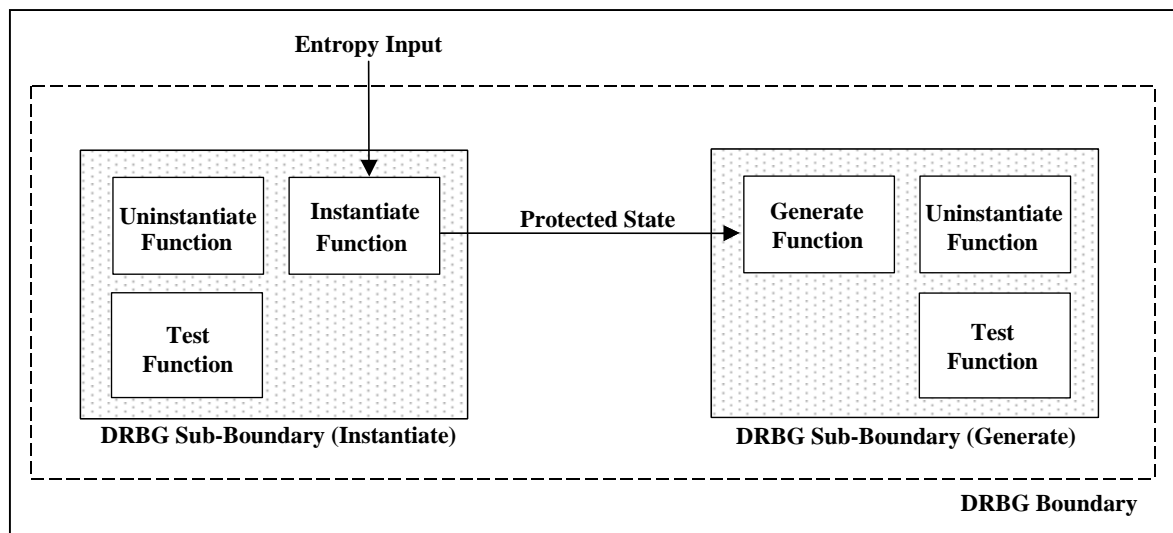 Entropy Input
Uninstantiate
Function
Instantiate
Function
Protected State
Generate
Function
Uninstantiate
Function
Test
Function
Test
Function
DRBG Sub-Boundary (Instantiate)
DRBG Sub-Boundary (Generate)
DRBG Boundary